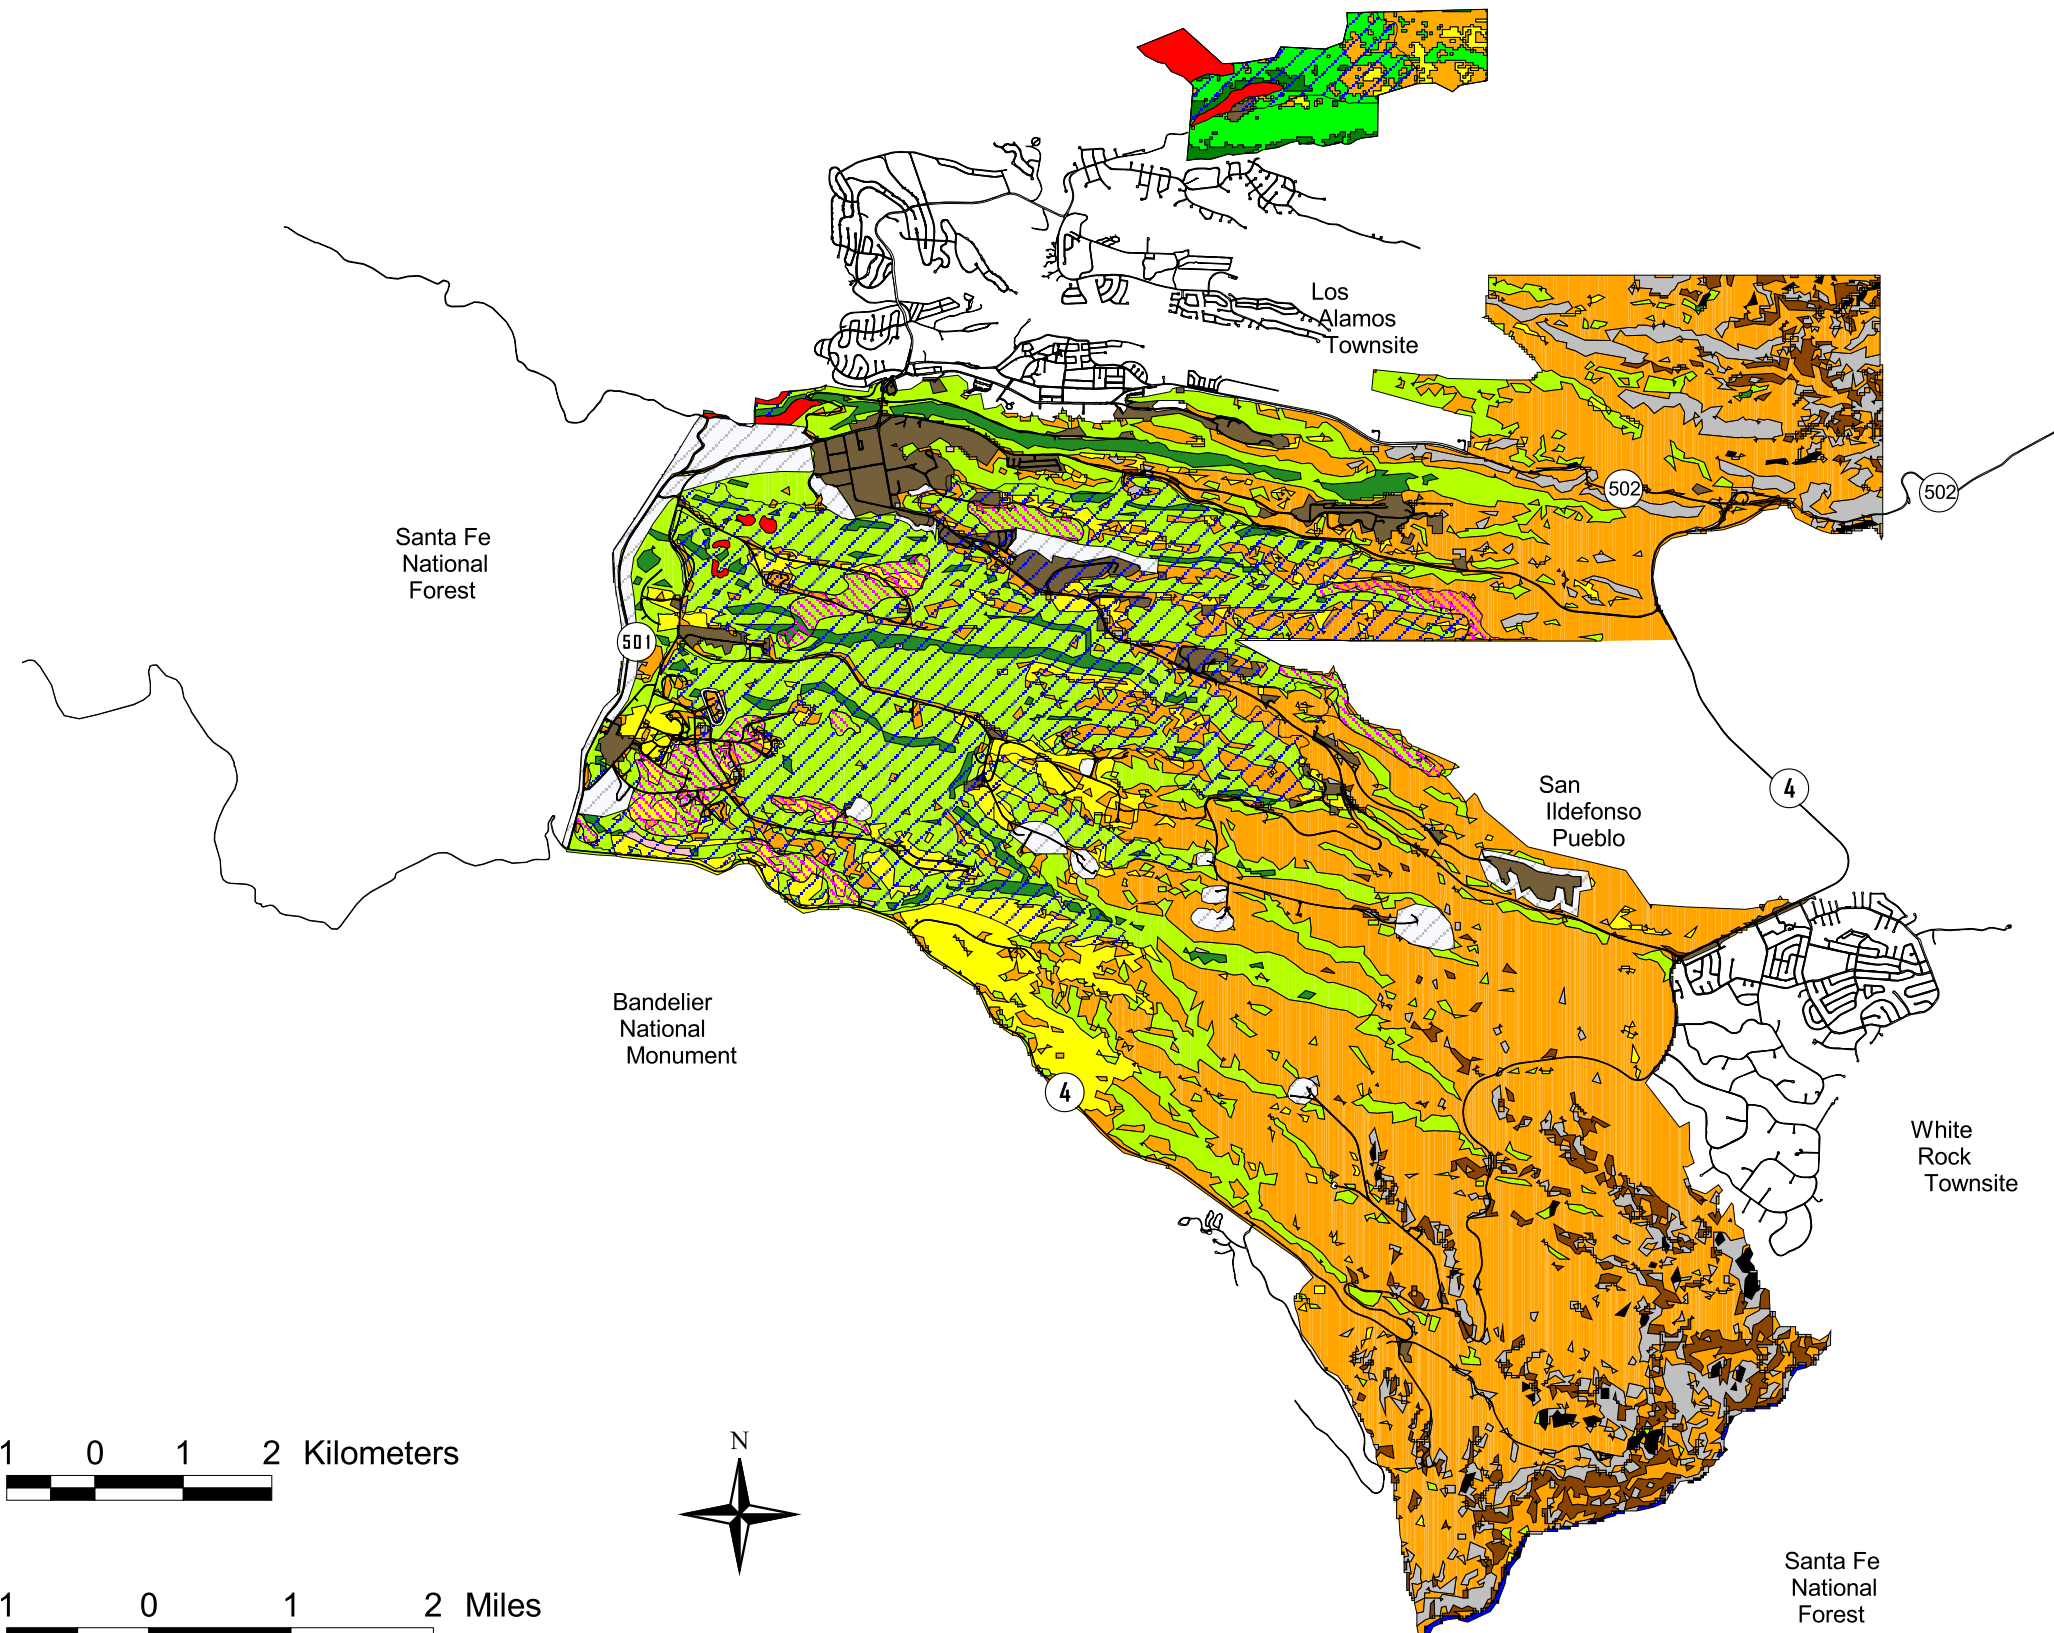 Los
Alamos
Townsite
502
502
Santa Fe
National
Forest
501
San
Ildefonso
Pueblo
4
Bandelier
National
Monument
4
White
Rock
Townsite
1 0 1 2 Kilometers
N
Santa Fe
National
Forest
1 0 1 2 Miles